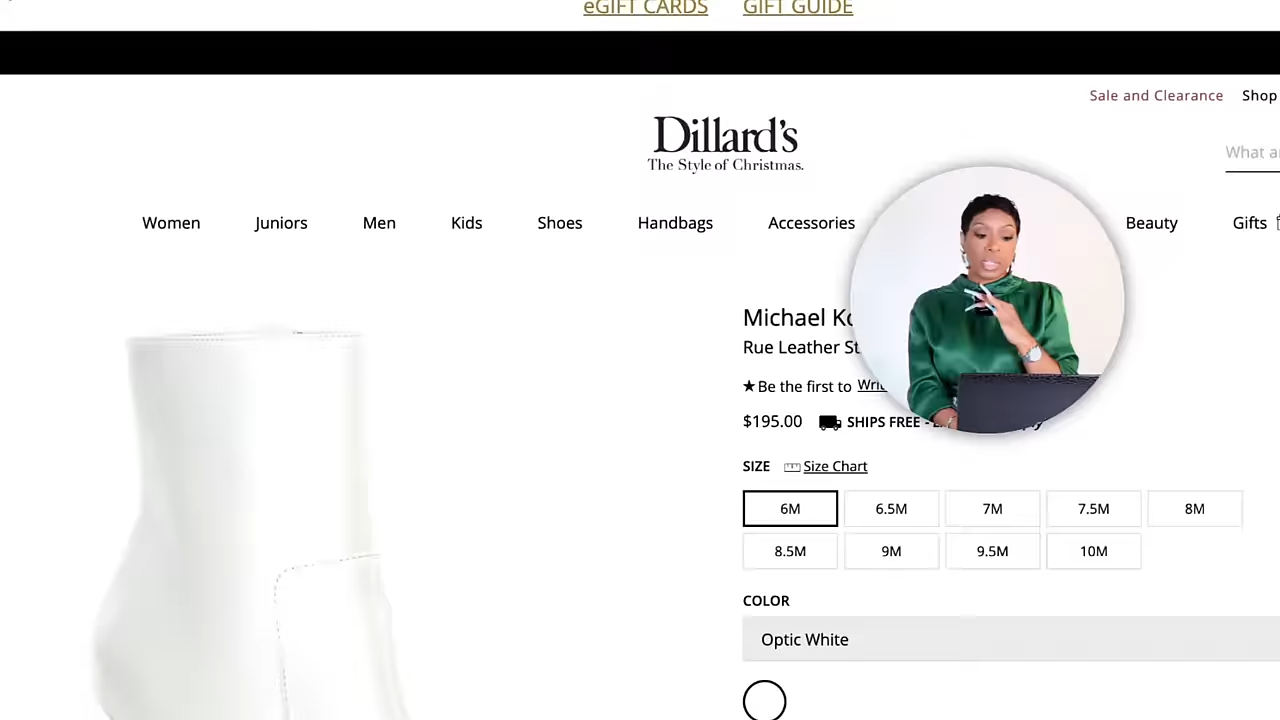 eGIFT CARDS GIFT GUIDE
Sale and Clearance Shop
Dillard's
The Style of Christmas.
What
Women Juniors Men Kids Shoes Handbags Accessories Beauty Gifts
Michael
Rue Leather
★Be the first to
$195.00 SHIPS FREE -
SIZE Size Chart
6M 6.5M 7M 7.5M 8M
8.5M 9M 9.5M 10M
COLOR
Optic White